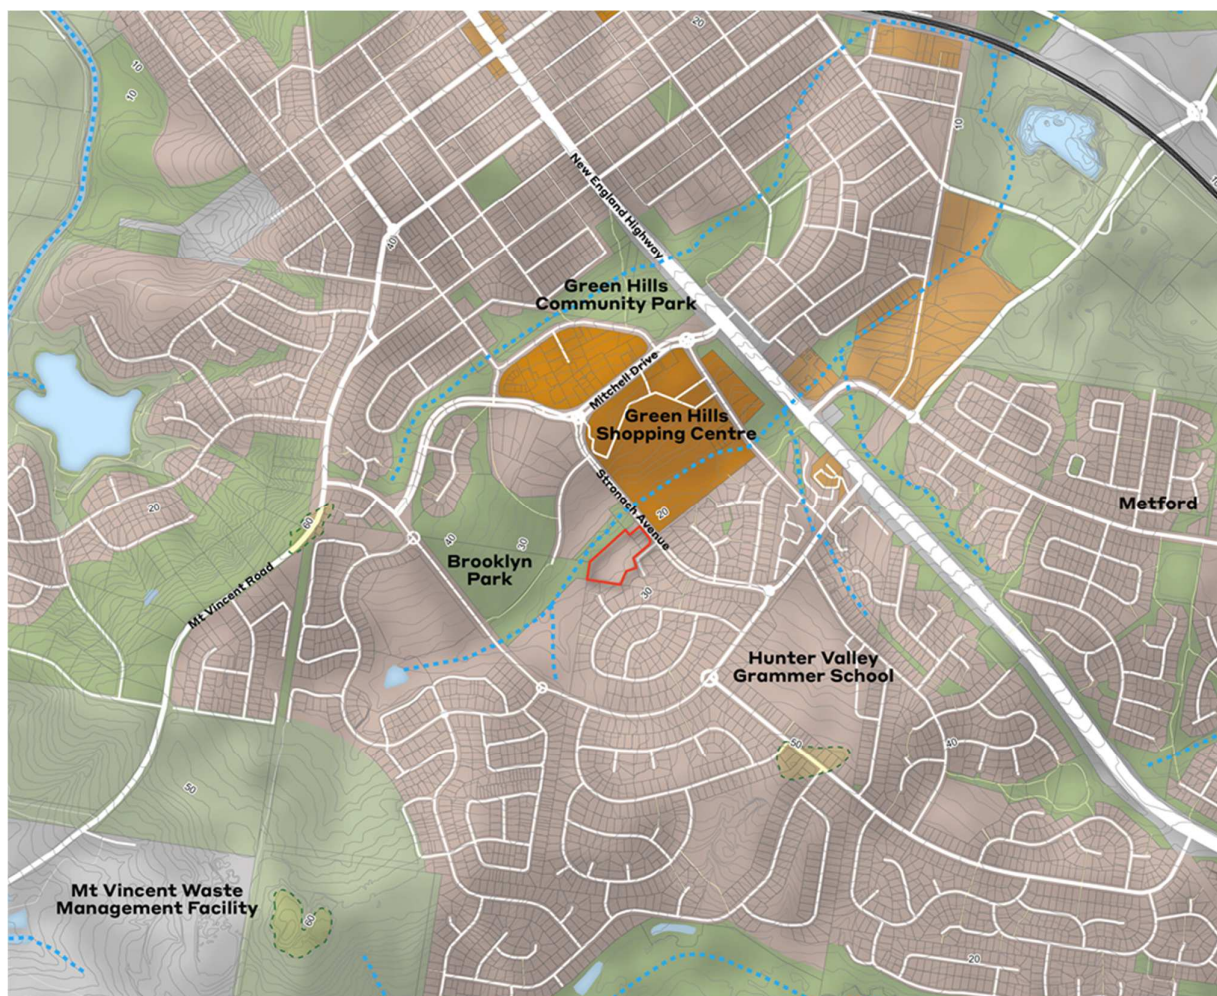 20
10
10
10
New England Highway
40
Green Hills
Community Park
Mitchell Drive
Green Hills
Shopping Centre
Stronach Avenue
20
Metford
20
60
40
30
Brooklyn
Park
30
Mt Vincent Road
Hunter Valley
Grammer School
50
40
50
Mt Vincent Waste
Management Facility
60
20